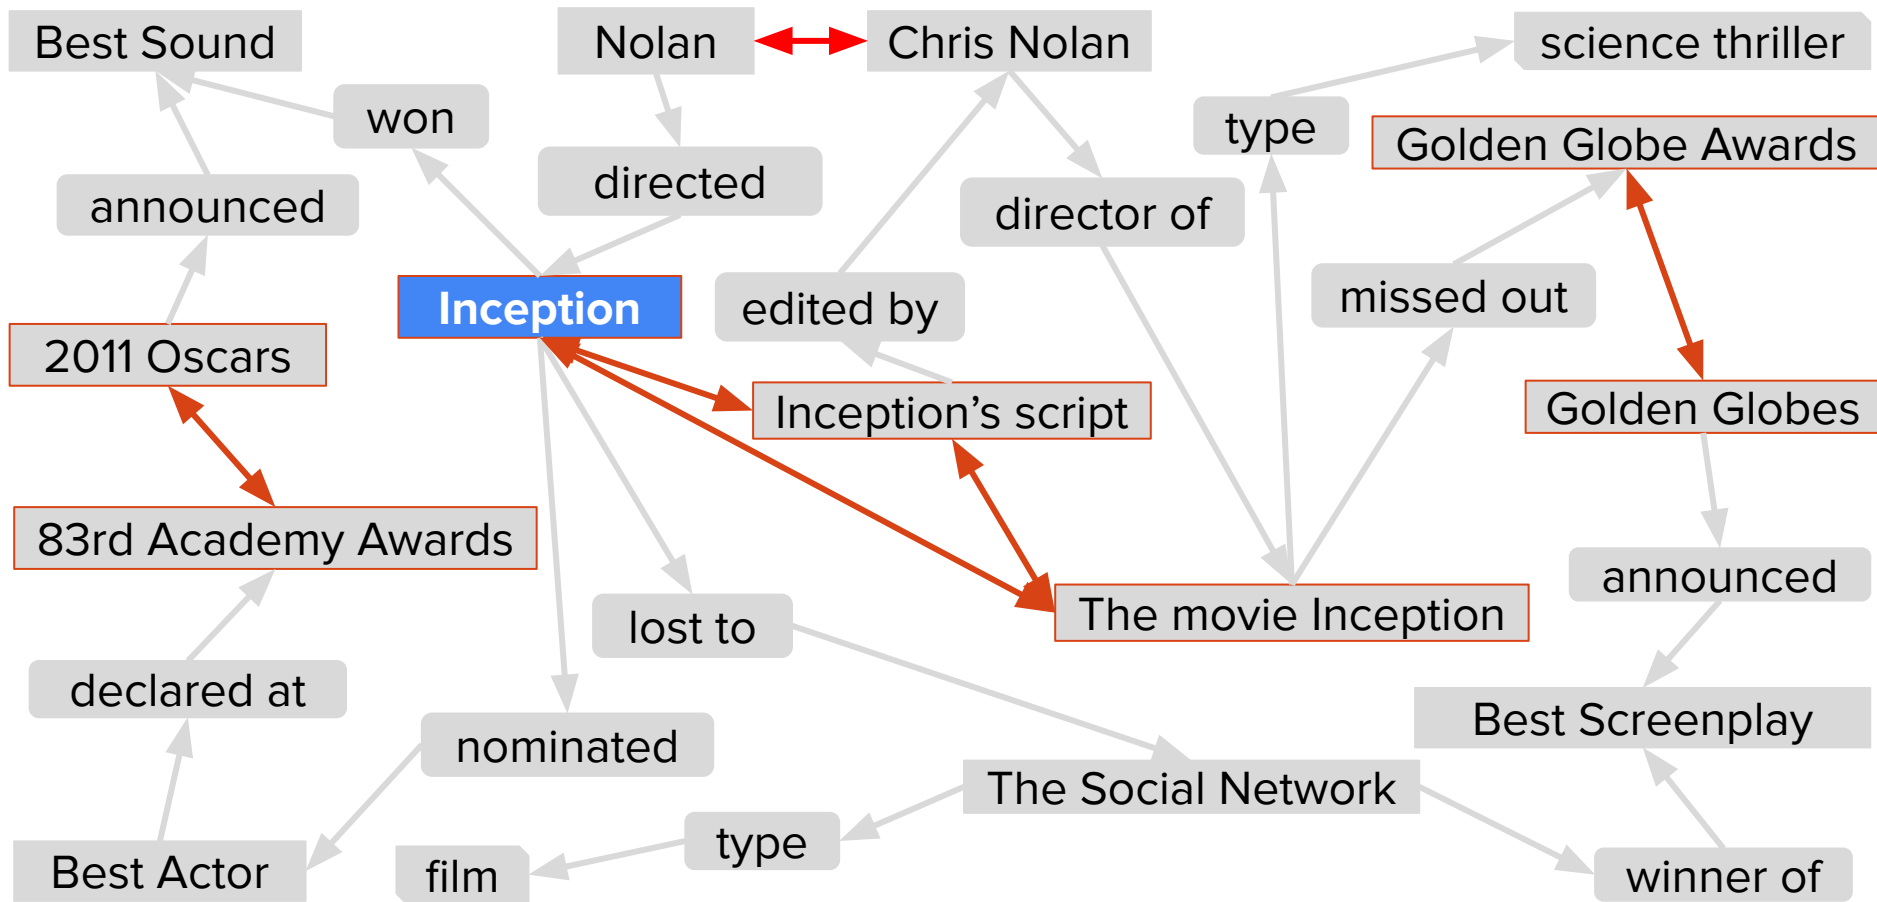 Best Sound
Nolan
Chris Nolan
science thriller
won
type
Golden Globe Awards
announced
directed
director of
missed out
Inception
edited by
2011 Oscars
Inception’s script
Golden Globes
83rd Academy Awards
announced
lost to
The movie Inception
declared at
nominated
Best Screenplay
The Social Network
type
Best Actor
film
winner of